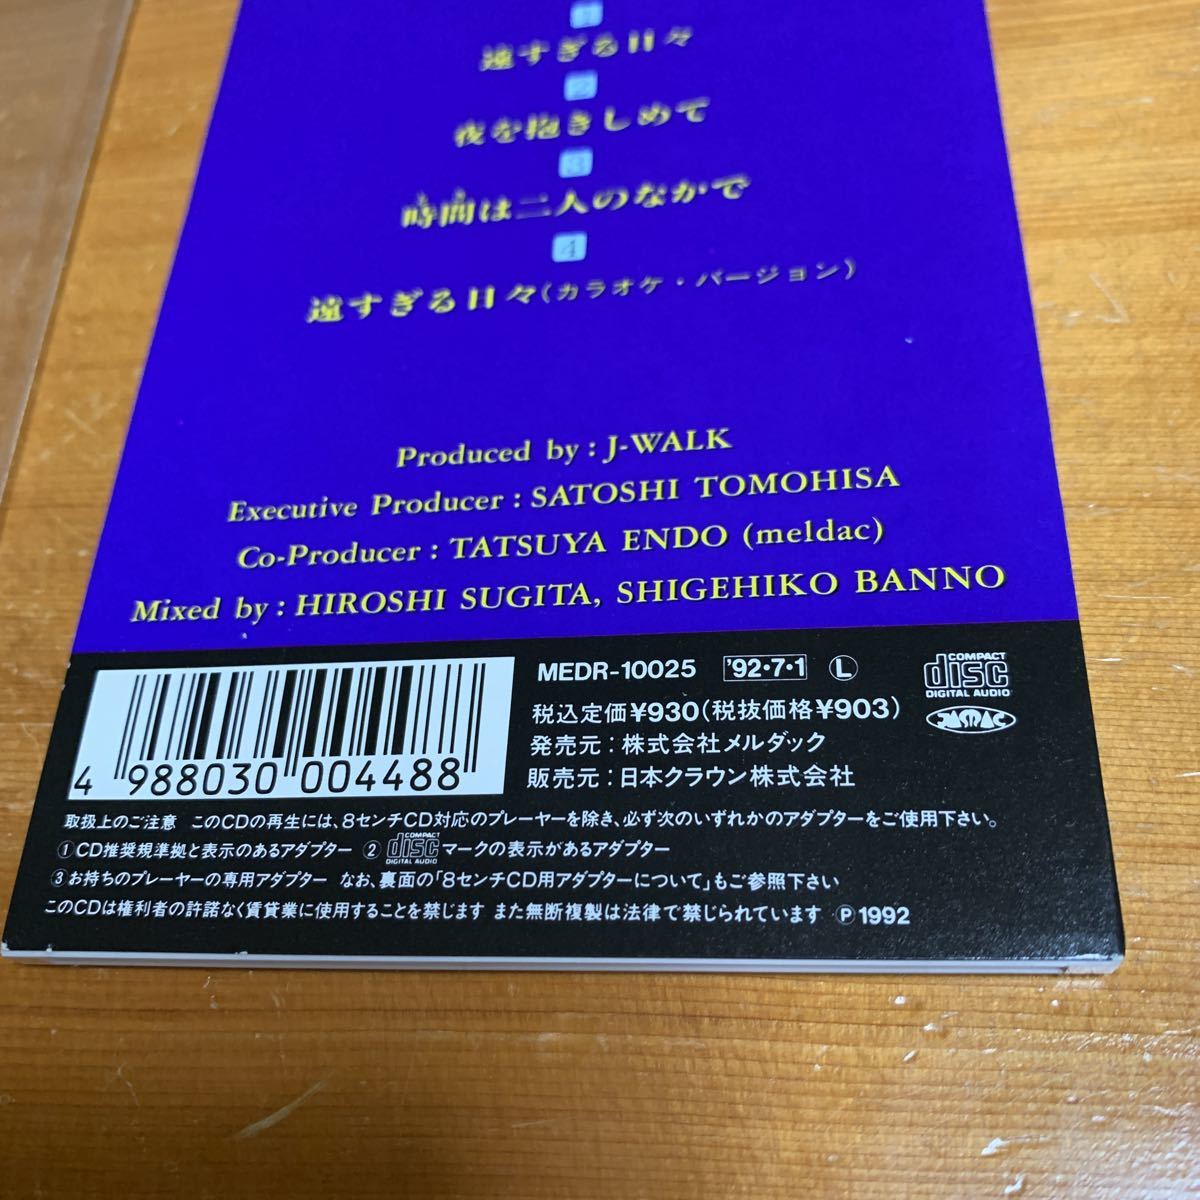 1
遠すぎる日々
2
夜を抱きしめて
3
とき
時間は二人のなかで
4
遠すぎる日々(カラオケ・バージョン)
Produced by : J-WALK
Executive Producer : SATOSHI TOMOHISA
Co-Producer : TATSUYA ENDO (meldac)
Mixed by : HIROSHI SUGITA, SHIGEHIKO BANNO
4 988030 004488
MEDR-10025 '92・7・1 L
税込定価¥930(税抜価格¥903)
発売元：株式会社メルダック
販売元：日本クラウン株式会社
COMPACT
disc
DIGITAL AUDIO
JASRAC
取扱上のご注意 このCDの再生には、8センチCD対応のプレーヤーを除き、必ず次のいずれかのアダプターをご使用下さい。
①CD推奨規準拠と表示のあるアダプター ② COMPACT disc DIGITAL AUDIO マークの表示があるアダプター
③お持ちのプレーヤーの専用アダプター なお、裏面の「8センチCD用アダプターについて」もご参照下さい
このCDは権利者の許諾なく賃貸業に使用することを禁じます また無断複製は法律で禁じられています Ⓟ1992